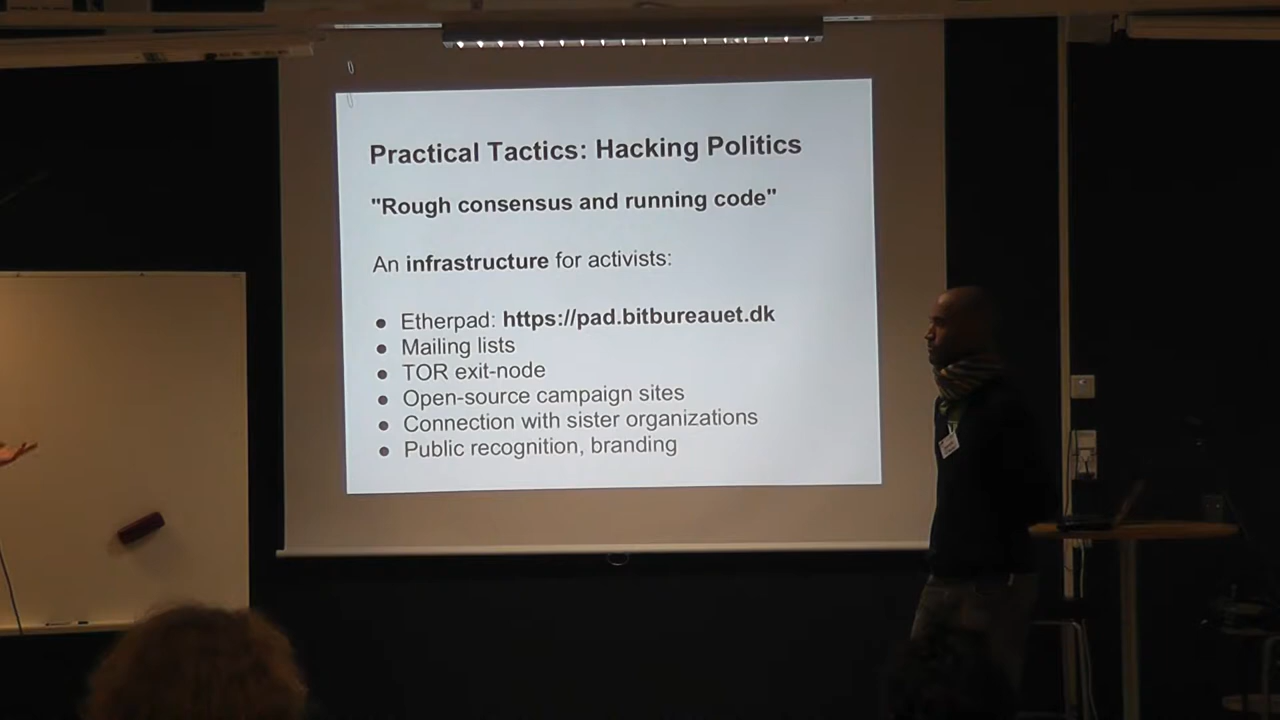 Practical Tactics: Hacking Politics
"Rough consensus and running code"
An infrastructure for activists:
● Etherpad: https://pad.bitbureauet.dk
● Mailing lists
● TOR exit-node
● Open-source campaign sites
● Connection with sister organizations
● Public recognition, branding